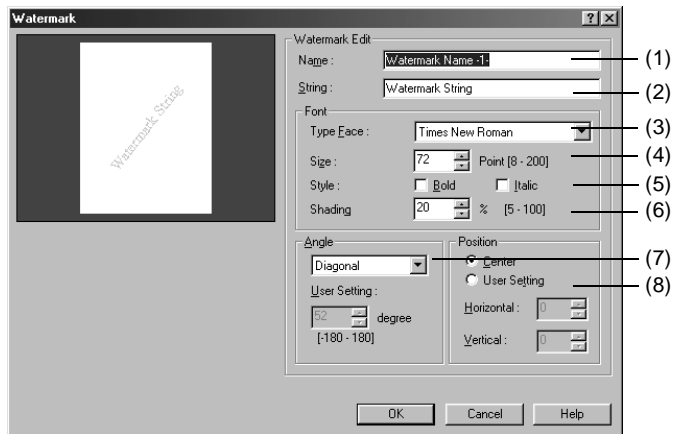 Watermark
Watermark String
Watermark Edit
Name :
Watermark Name -1-
(1)
String :
Watermark String
(2)
Font
Type Face :
Times New Roman
(3)
Size :
72
Point [8 - 200]
(4)
Style :
Bold
Italic
(5)
Shading
20
%
[5 - 100]
(6)
Angle
Diagonal
(7)
User Setting :
52
degree
[-180 - 180]
Position
Center
User Setting
(8)
Horizontal :
0
Vertical :
0
OK
Cancel
Help